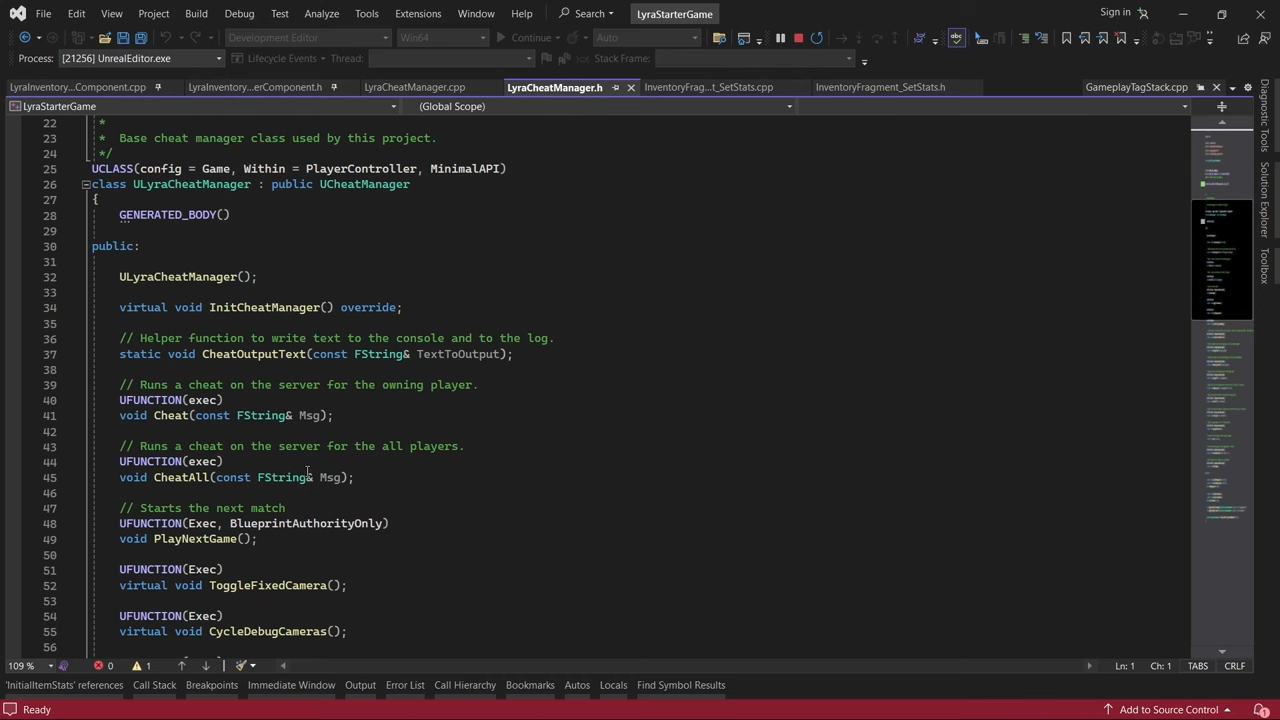 File Edit View Git Project Build Debug Test Analyze Tools Extensions Window Help Search LyraStarterGame Sign in
Development Editor Win64 Continue Auto
Process: [21256] UnrealEditor.exe Lifecycle Events Thread: Stack Frame:
LyraInventory...Component.cpp LyraInventory...erComponent.h LyraCheatManager.cpp LyraCheatManager.h InventoryFrag...t_SetStats.cpp InventoryFragment_SetStats.h GameplayTagStack.cpp
LyraStarterGame (Global Scope)
22 *
23 * Base cheat manager class used by this project.
24 */
25 UCLASS(config = Game, Within = PlayerController, MinimalAPI)
26 class ULyraCheatManager : public UCheatManager
27 {
28 GENERATED_BODY()
29
30 public:
31
32 ULyraCheatManager();
33
34 virtual void InitCheatManager() override;
35
36 // Helper function to write text to the console and to the log.
37 static void CheatOutputText(const FString& TextToOutput);
38
39 // Runs a cheat on the server for the owning player.
40 UFUNCTION(exec)
41 void Cheat(const FString& Msg);
42
43 // Runs a cheat on the server for the all players.
44 UFUNCTION(exec)
45 void CheatAll(const FString& Msg);
46
47 // Starts the next match
48 UFUNCTION(Exec, BlueprintAuthorityOnly)
49 void PlayNextGame();
50
51 UFUNCTION(Exec)
52 virtual void ToggleFixedCamera();
53
54 UFUNCTION(Exec)
55 virtual void CycleDebugCameras();
56
Diagnostic Tools
Solution Explorer
Toolbox
109 % 0 1 Ln: 1 Ch: 1 TABS CRLF
'InitialItemStats' references Call Stack Breakpoints Immediate Window Output Error List Call Hierarchy Bookmarks Autos Locals Find Symbol Results
Ready Add to Source Control 1